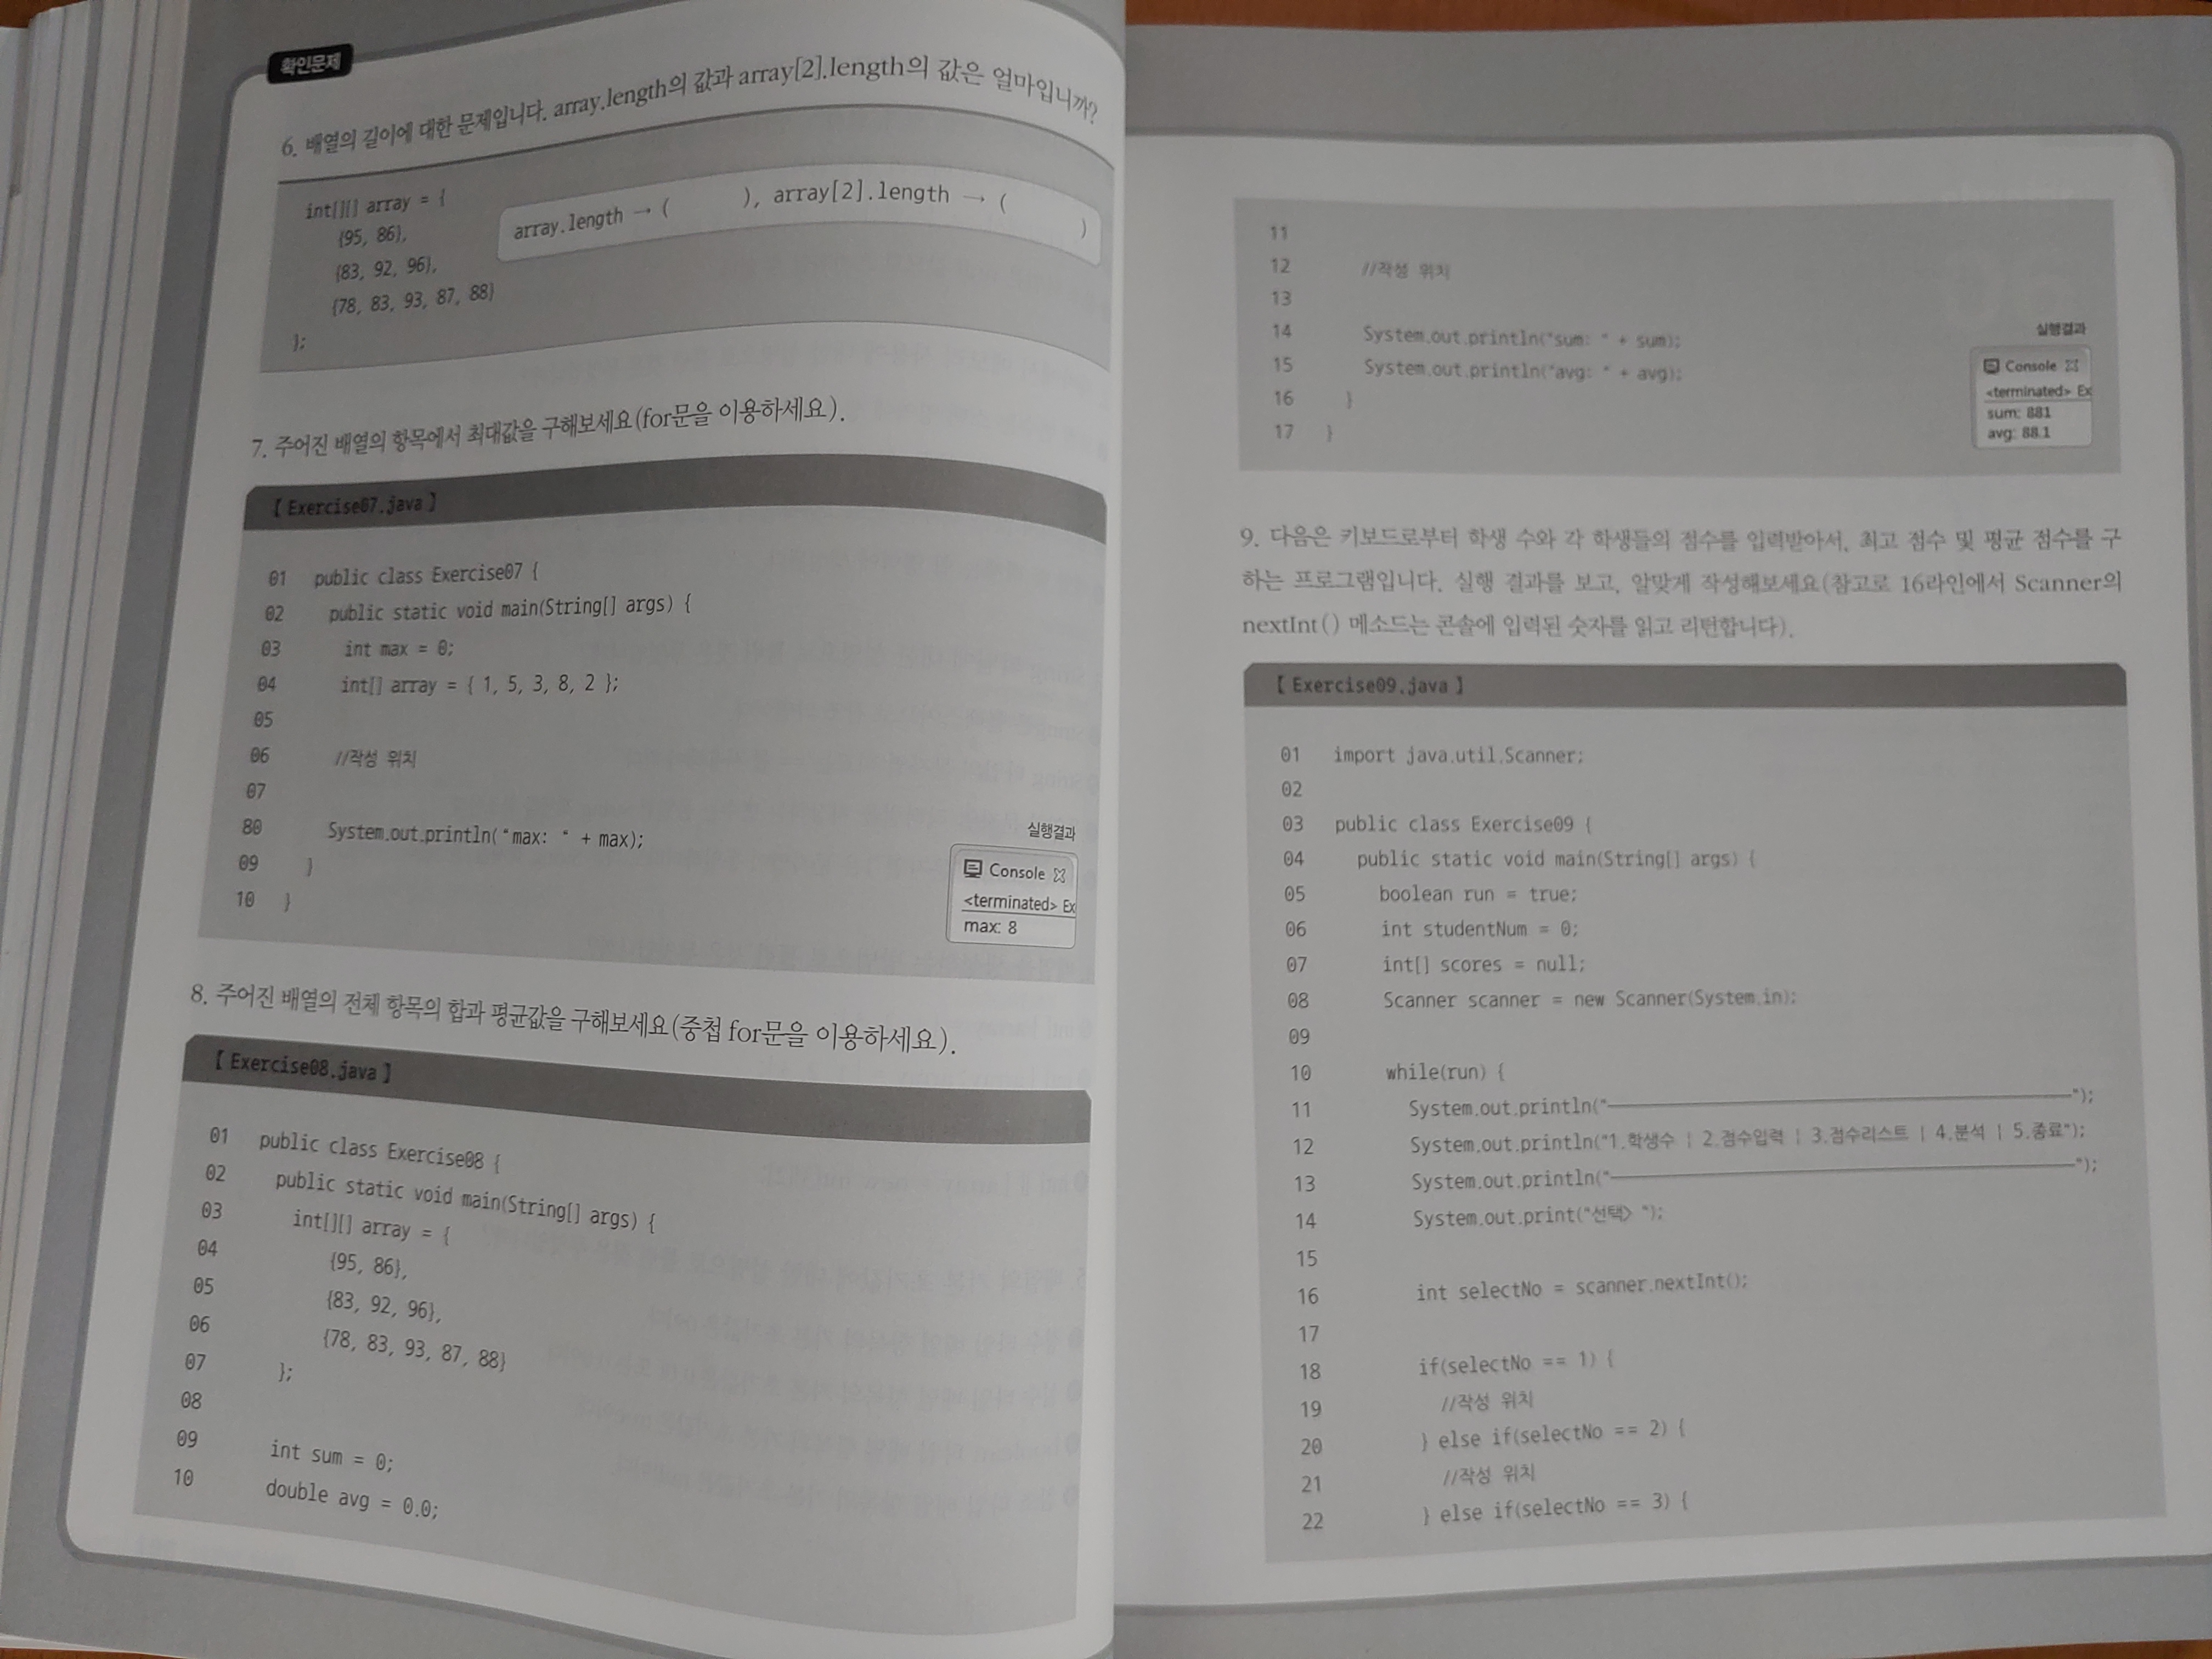 확인문제
6. 배열의 길이에 대한 문제입니다. array.length의 값과 array[2].length의 값은 얼마입니까?
int[][] array = {
{95, 86},
{83, 92, 96},
{78, 83, 93, 87, 88}
};
array.length → ( ), array[2].length → ( )
7. 주어진 배열의 항목에서 최대값을 구해보세요(for문을 이용하세요).
【 Exercise07.java 】
01 public class Exercise07 {
02 public static void main(String[] args) {
03 int max = 0;
04 int[] array = { 1, 5, 3, 8, 2 };
05
06 //작성 위치
07
80 System.out.println("max: " + max);
09 }
10 }
실행결과
Console
<terminated> Ex
max: 8
8. 주어진 배열의 전체 항목의 합과 평균값을 구해보세요(중첩 for문을 이용하세요).
【 Exercise08.java 】
01 public class Exercise08 {
02 public static void main(String[] args) {
03 int[][] array = {
04 {95, 86},
05 {83, 92, 96},
06 {78, 83, 93, 87, 88}
07 };
08
09 int sum = 0;
10 double avg = 0.0;
11
12 //작성 위치
13
14 System.out.println("sum: " + sum);
15 System.out.println("avg: " + avg);
16 }
17 }
실행결과
Console
<terminated> Ex
sum: 881
avg: 88.1
9. 다음은 키보드로부터 학생 수와 각 학생들의 점수를 입력받아서, 최고 점수 및 평균 점수를 구
하는 프로그램입니다. 실행 결과를 보고, 알맞게 작성해보세요(참고로 16라인에서 Scanner의
nextInt() 메소드는 콘솔에 입력된 숫자를 읽고 리턴합니다).
【 Exercise09.java 】
01 import java.util.Scanner;
02
03 public class Exercise09 {
04 public static void main(String[] args) {
05 boolean run = true;
06 int studentNum = 0;
07 int[] scores = null;
08 Scanner scanner = new Scanner(System.in);
09
10 while(run) {
11 System.out.println("──────────────────────");
12 System.out.println("1.학생수 | 2.점수입력 | 3.점수리스트 | 4.분석 | 5.종료");
13 System.out.println("──────────────────────");
14 System.out.print("선택> ");
15
16 int selectNo = scanner.nextInt();
17
18 if(selectNo == 1) {
19 //작성 위치
20 } else if(selectNo == 2) {
21 //작성 위치
22 } else if(selectNo == 3) {